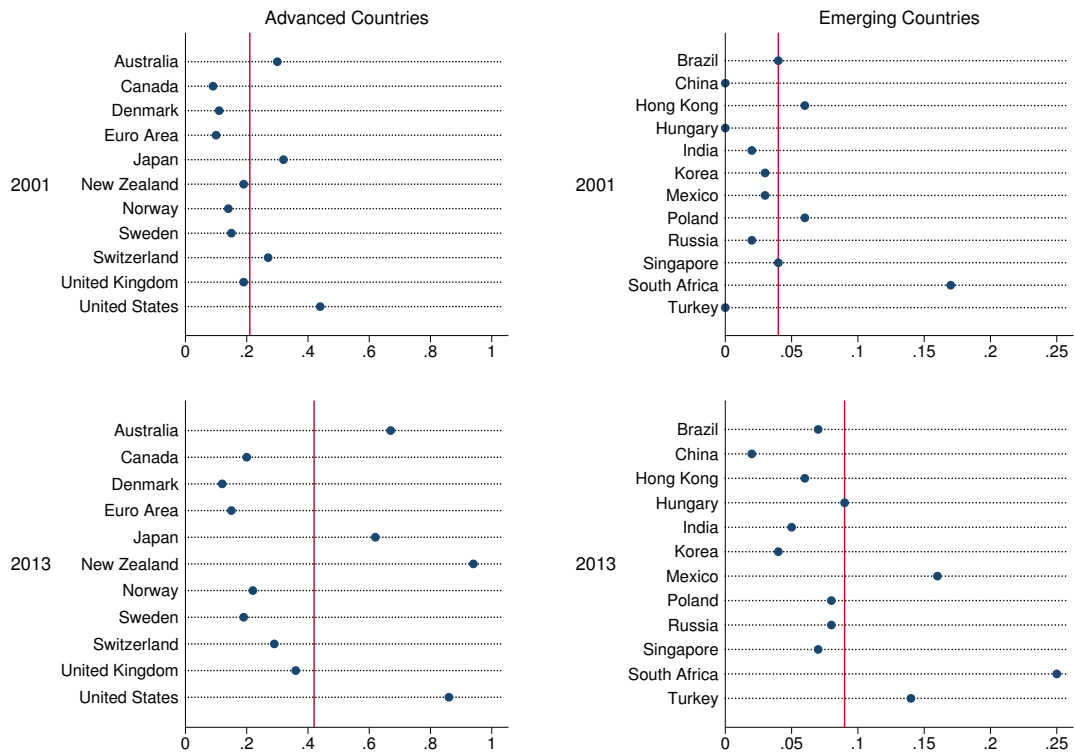 Advanced Countries
2001
Australia
Canada
Denmark
Euro Area
Japan
New Zealand
Norway
Sweden
Switzerland
United Kingdom
United States
0 .2 .4 .6 .8 1
Emerging Countries
2001
Brazil
China
Hong Kong
Hungary
India
Korea
Mexico
Poland
Russia
Singapore
South Africa
Turkey
0 .05 .1 .15 .2 .25
2013
Australia
Canada
Denmark
Euro Area
Japan
New Zealand
Norway
Sweden
Switzerland
United Kingdom
United States
0 .2 .4 .6 .8 1
2013
Brazil
China
Hong Kong
Hungary
India
Korea
Mexico
Poland
Russia
Singapore
South Africa
Turkey
0 .05 .1 .15 .2 .25